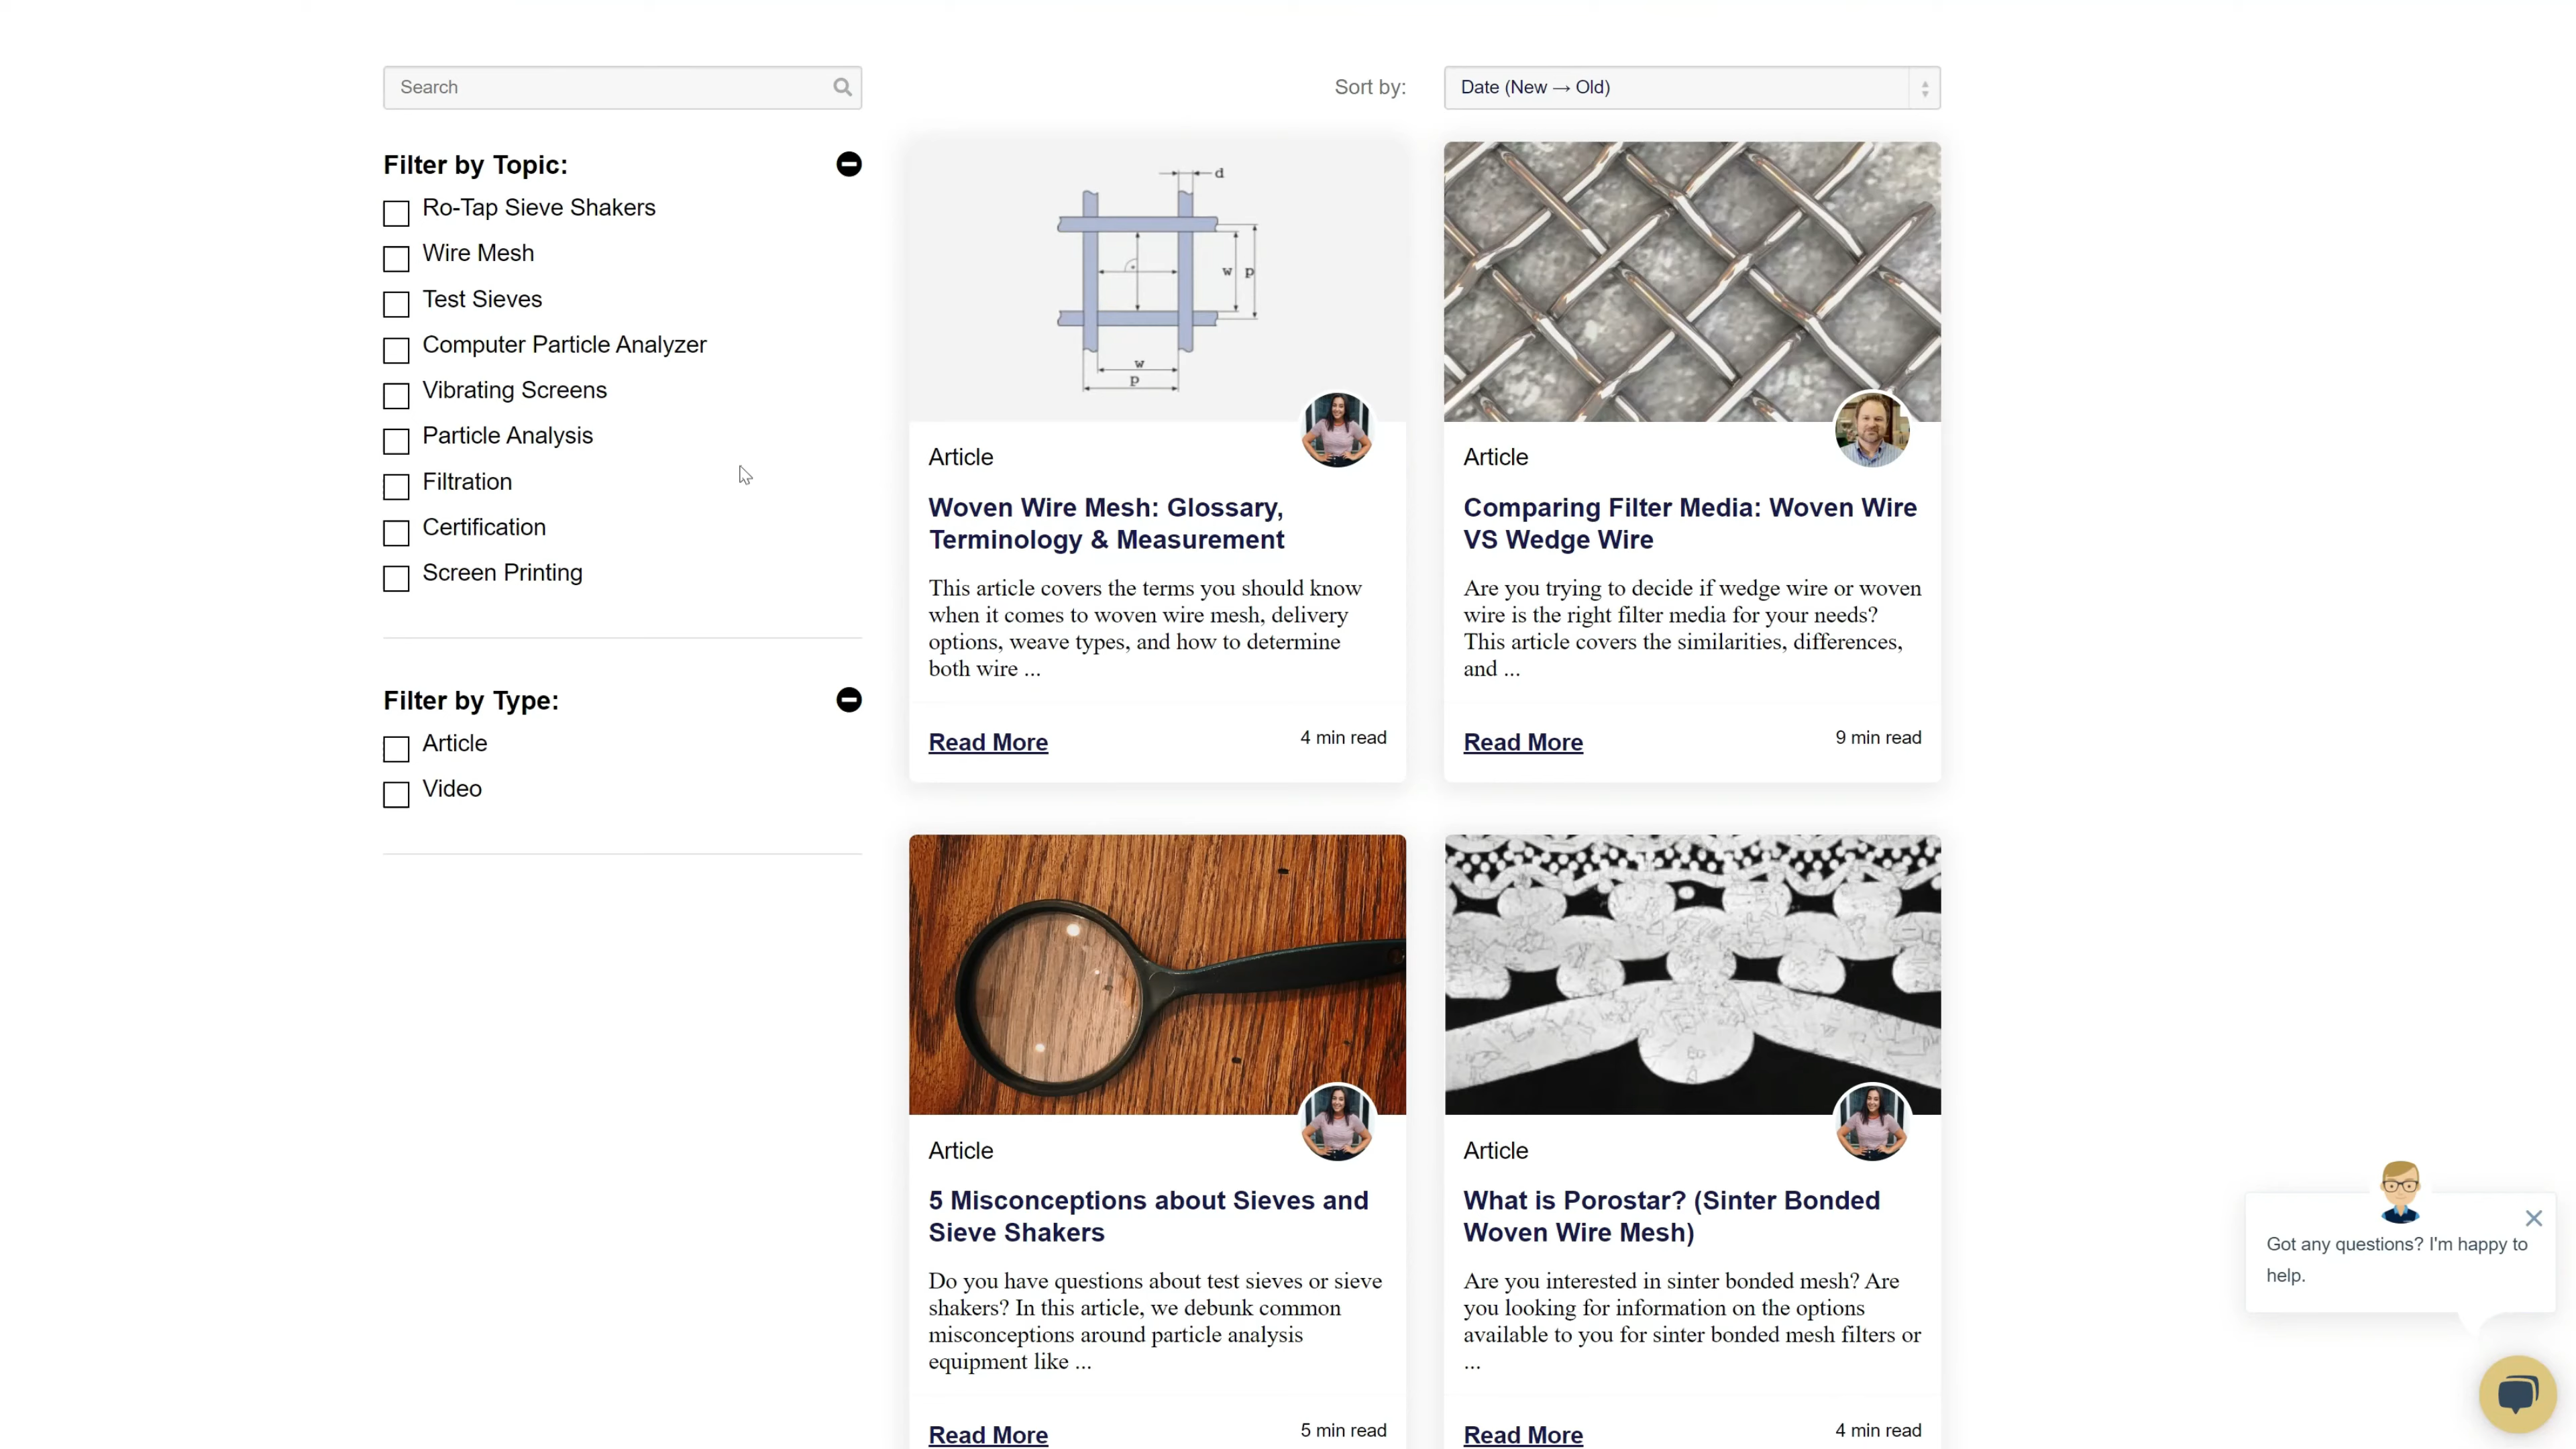 Search
Sort by:
Date (New → Old)
Filter by Topic:
Ro-Tap Sieve Shakers
Wire Mesh
Test Sieves
Computer Particle Analyzer
Vibrating Screens
Particle Analysis
Filtration
Certification
Screen Printing
Filter by Type:
Article
Video
d
w p
w
p
Article
Woven Wire Mesh: Glossary,
Terminology & Measurement
This article covers the terms you should know
when it comes to woven wire mesh, delivery
options, weave types, and how to determine
both wire ...
Read More
4 min read
Article
Comparing Filter Media: Woven Wire
VS Wedge Wire
Are you trying to decide if wedge wire or woven
wire is the right filter media for your needs?
This article covers the similarities, differences,
and ...
Read More
9 min read
Article
5 Misconceptions about Sieves and
Sieve Shakers
Do you have questions about test sieves or sieve
shakers? In this article, we debunk common
misconceptions around particle analysis
equipment like ...
Read More
5 min read
Article
What is Porostar? (Sinter Bonded
Woven Wire Mesh)
Are you interested in sinter bonded mesh? Are
you looking for information on the options
available to you for sinter bonded mesh filters or
...
Read More
4 min read
Got any questions? I'm happy to
help.